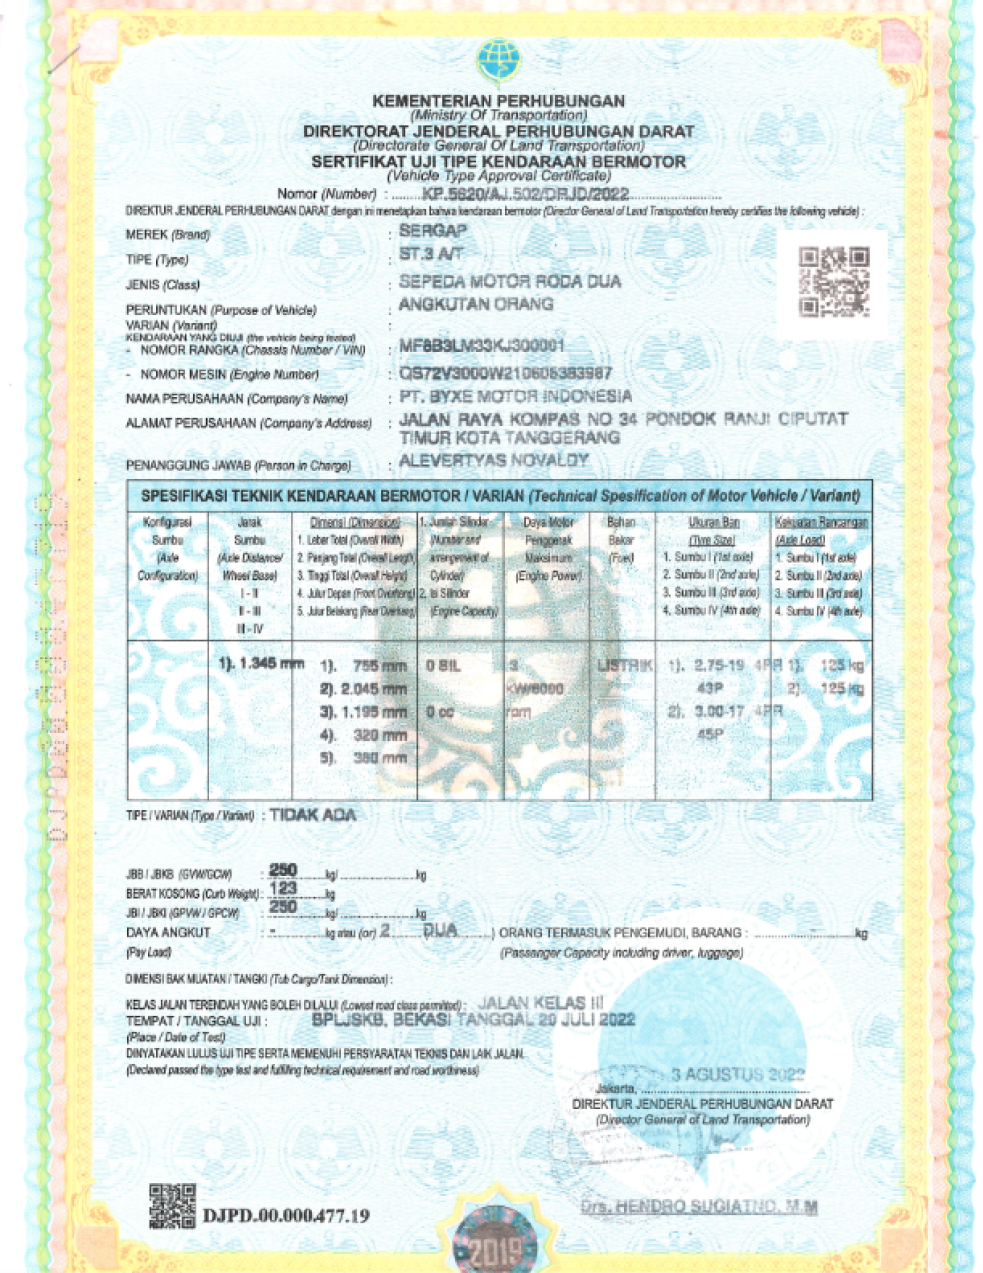 KEMENTERIAN PERHUBUNGAN
(Ministry Of Transportation)
DIREKTORAT JENDERAL PERHUBUNGAN DARAT
(Directorate General Of Land Transportation)
SERTIFIKAT UJI TIPE KENDARAAN BERMOTOR
(Vehicle Type Approval Certificate)
Nomor (Number) : KP.5620/AJ.502/DRJD/2022
DIREKTUR JENDERAL PERHUBUNGAN DARAT dengan ini menetapkan bahwa kendaraan bermotor (Director General of Land Transportation hereby certifies the following vehicle) :
MEREK (Brand) : SERGAP
TIPE (Type) : ST.3 A/T
JENIS (Class) : SEPEDA MOTOR RODA DUA
PERUNTUKAN (Purpose of Vehicle) : ANGKUTAN ORANG
VARIAN (Variant) :
KENDARAAN YANG DIUJI (the vehicle being tested)
- NOMOR RANGKA (Chassis Number / VIN) : MF8B3LM33KJ300001
- NOMOR MESIN (Engine Number) : QS72V3000W210605383987
NAMA PERUSAHAAN (Company's Name) : PT. BYXE MOTOR INDONESIA
ALAMAT PERUSAHAAN (Company's Address) : JALAN RAYA KOMPAS NO 34 PONDOK RANJI CIPUTAT
TIMUR KOTA TANGGERANG
PENANGGUNG JAWAB (Person in Charge) : ALEVERTYAS NOVALDY
SPESIFIKASI TEKNIK KENDARAAN BERMOTOR / VARIAN (Technical Spesification of Motor Vehicle / Variant)
Konfigurasi Sumbu (Axle Configuration)
Jarak Sumbu (Axle Distance/ Wheel Base)
I - II
II - III
III - IV
Dimensi (Dimension)
1. Lebar Total (Overall Width)
2. Panjang Total (Overall Length)
3. Tinggi Total (Overall Height)
4. Julur Depan (Front Overhang)
5. Julur Belakang (Rear Overhang)
1. Jumlah Silinder (Number and arrangement of Cylinder)
2. Isi Silinder (Engine Capacity)
Daya Motor Penggerak Maksimum (Engine Power)
Bahan Bakar (Fuel)
Ukuran Ban (Tyre Size)
1. Sumbu I (1st axle)
2. Sumbu II (2nd axle)
3. Sumbu III (3rd axle)
4. Sumbu IV (4th axle)
Kekuatan Rancangan (Axle Load)
1. Sumbu I (1st axle)
2. Sumbu II (2nd axle)
3. Sumbu III (3rd axle)
4. Sumbu IV (4th axle)
1). 1.345 mm
1). 755 mm
2). 2.045 mm
3). 1.195 mm
4). 320 mm
5). 380 mm
0 SIL
0 cc
3
kW/6000
rpm
LISTRIK
1). 2.75-19 4PR
43P
2). 3.00-17 4PR
45P
1). 125 kg
2). 125 kg
TIPE / VARIAN (Type / Variant) : TIDAK ADA
JBB / JBKB (GVW/GCW) : 250 kg/ kg
BERAT KOSONG (Curb Weight) : 123 kg
JBI / JBKI (GPVW / GPCW) : 250 kg/ kg
DAYA ANGKUT : - kg atau (or) 2 DUA ) ORANG TERMASUK PENGEMUDI, BARANG : - kg
(Pay Load) (Passenger Capacity including driver, luggage)
DIMENSI BAK MUATAN / TANGKI (Tub Cargo/Tank Dimension) :
KELAS JALAN TERENDAH YANG BOLEH DILALUI (Lowest road class permitted) : JALAN KELAS III
TEMPAT / TANGGAL UJI : BPLJSKB, BEKASI TANGGAL 20 JULI 2022
(Place / Date of Test)
DINYATAKAN LULUS UJI TIPE SERTA MEMENUHI PERSYARATAN TEKNIS DAN LAIK JALAN.
(Declared passed the type test and fulfilling technical requirement and road worthiness)
Jakarta, 3 AGUSTUS 2022
DIREKTUR JENDERAL PERHUBUNGAN DARAT
(Director General of Land Transportation)
Drs. HENDRO SUGIATNO, M.M
DJPD.00.000.477.19
2019